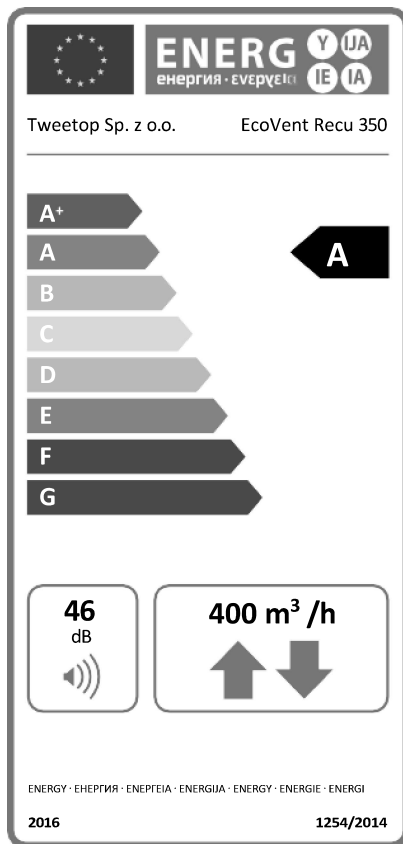 ENERG Y IJA
енергия · ενεργεια IE IA
Tweetop Sp. z o.o. EcoVent Recu 350
A+
A
A
B
C
D
E
F
G
46
dB
400 m³ /h
ENERGY · ЕНЕРГИЯ · ΕΝΕΡΓΕΙΑ · ENERGIJA · ENERGY · ENERGIE · ENERGI
2016 1254/2014